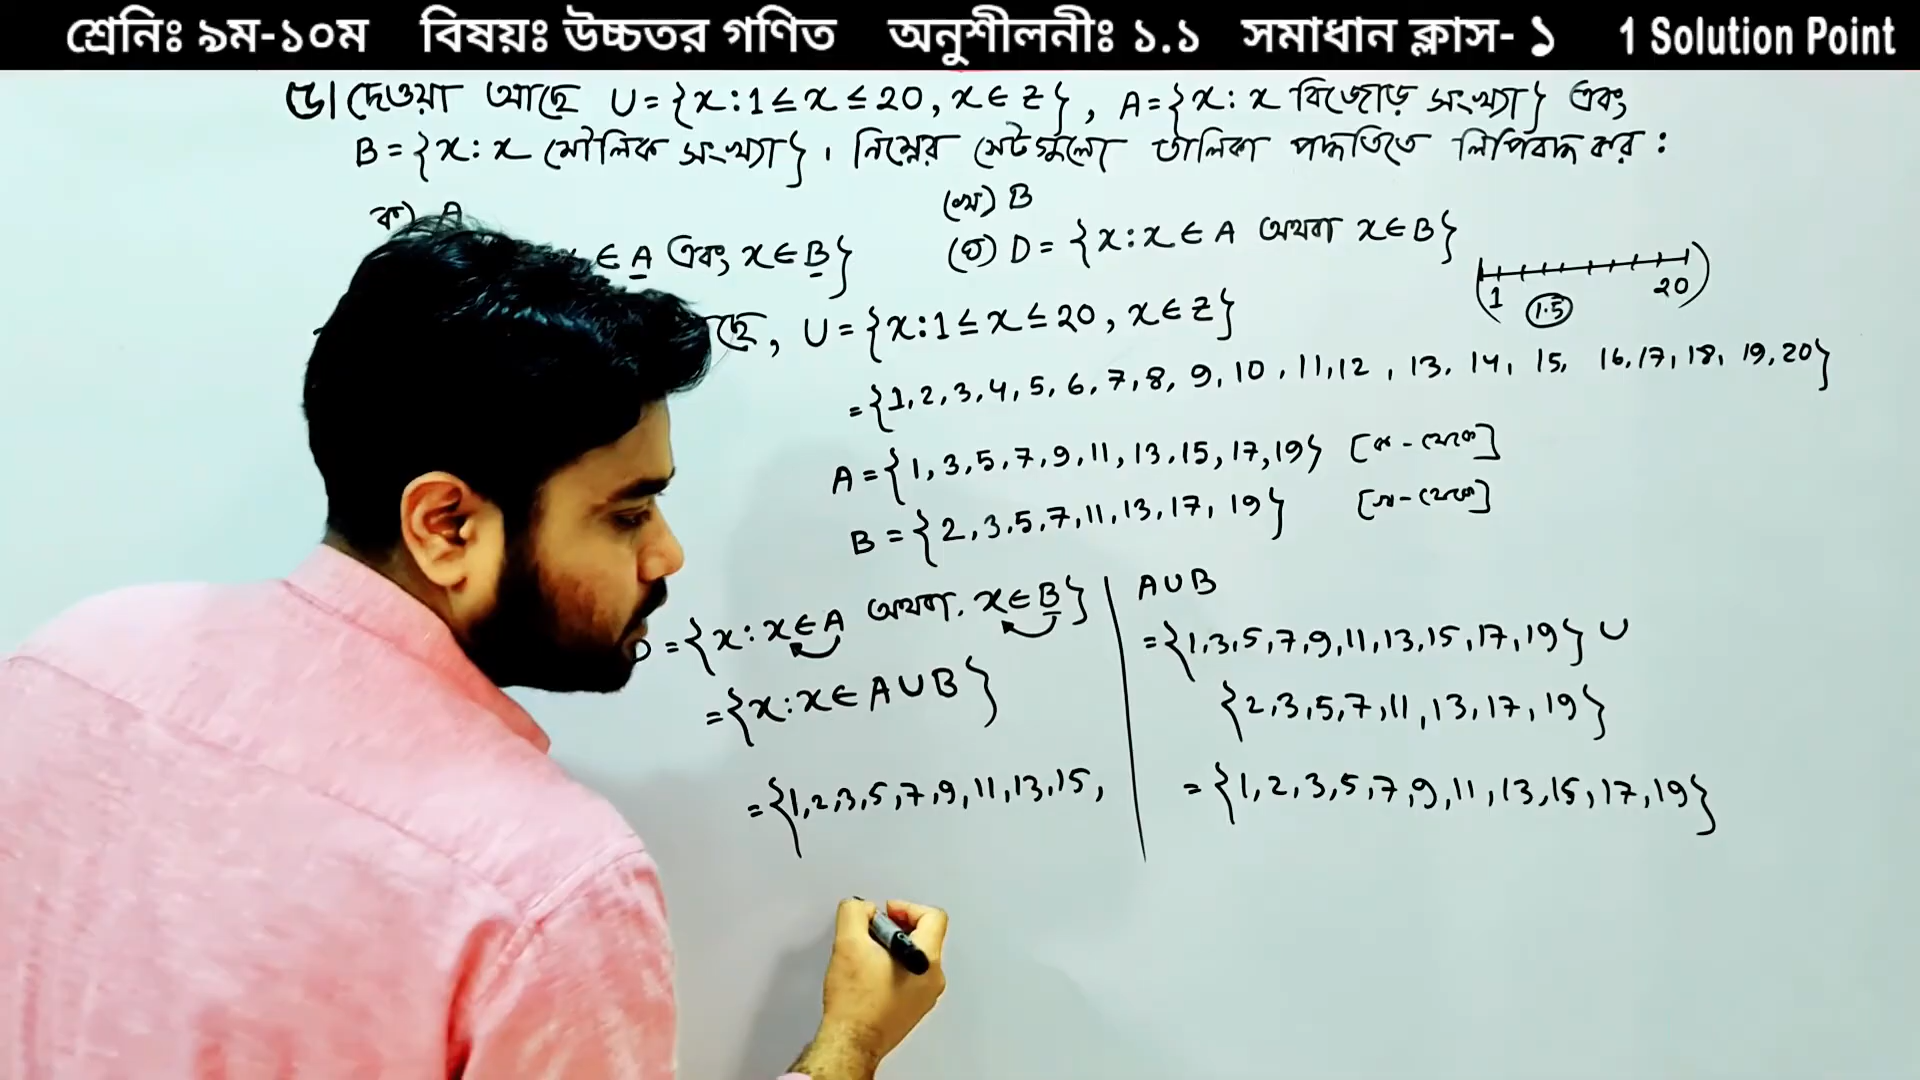 শ্রেনিঃ ৯ম-১০ম বিষয়ঃ উচ্চতর গণিত অনুশীলনীঃ ১.১ সমাধান ক্লাস- ১ 1 Solution Point
৫। দেওয়া আছে U = {x : 1 ≤ x ≤ 20, x ∈ Z}, A = {x : x বিজোড় সংখ্যা} এবং
B = {x : x মৌলিক সংখ্যা}। নিম্নের সেটগুলো তালিকা পদ্ধতিতে লিপিবদ্ধ কর :
ক) A (খ) B
x ∈ A এবং x ∈ B} (ঘ) D = {x : x ∈ A অথবা x ∈ B}
1 1.5 20
ছে, U = {x : 1 ≤ x ≤ 20, x ∈ Z}
= {1, 2, 3, 4, 5, 6, 7, 8, 9, 10, 11, 12, 13, 14, 15, 16, 17, 18, 19, 20}
A = {1, 3, 5, 7, 9, 11, 13, 15, 17, 19} [ক - থেকে]
B = {2, 3, 5, 7, 11, 13, 17, 19} [খ - থেকে]
D = {x : x ∈ A অথবা, x ∈ B}
= {x : x ∈ A ∪ B}
= {1, 2, 3, 5, 7, 9, 11, 13, 15,
A ∪ B
= {1, 3, 5, 7, 9, 11, 13, 15, 17, 19} ∪
{2, 3, 5, 7, 11, 13, 17, 19}
= {1, 2, 3, 5, 7, 9, 11, 13, 15, 17, 19}